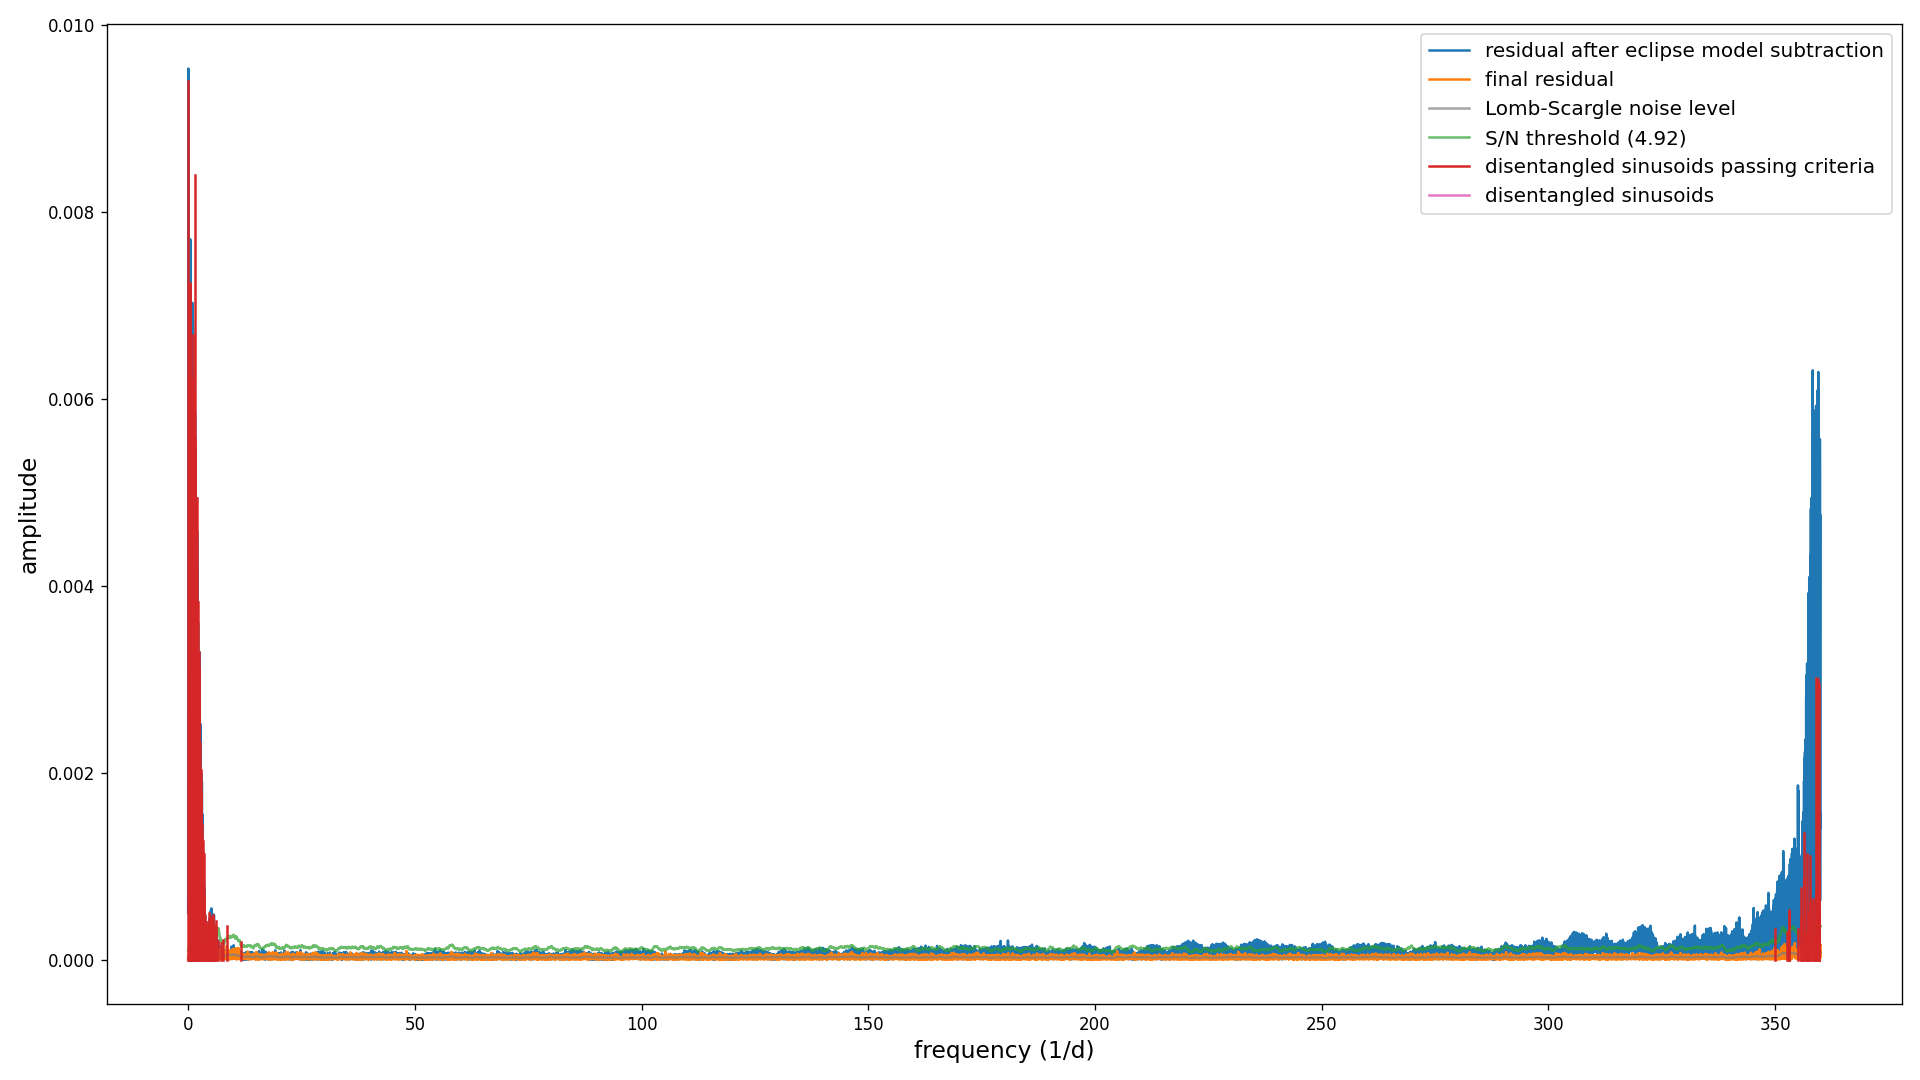 0.010
0.008
0.006
0.004
0.002
0.000
amplitude
0 50 100 150 200 250 300 350
frequency (1/d)
residual after eclipse model subtraction
final residual
Lomb-Scargle noise level
S/N threshold (4.92)
disentangled sinusoids passing criteria
disentangled sinusoids